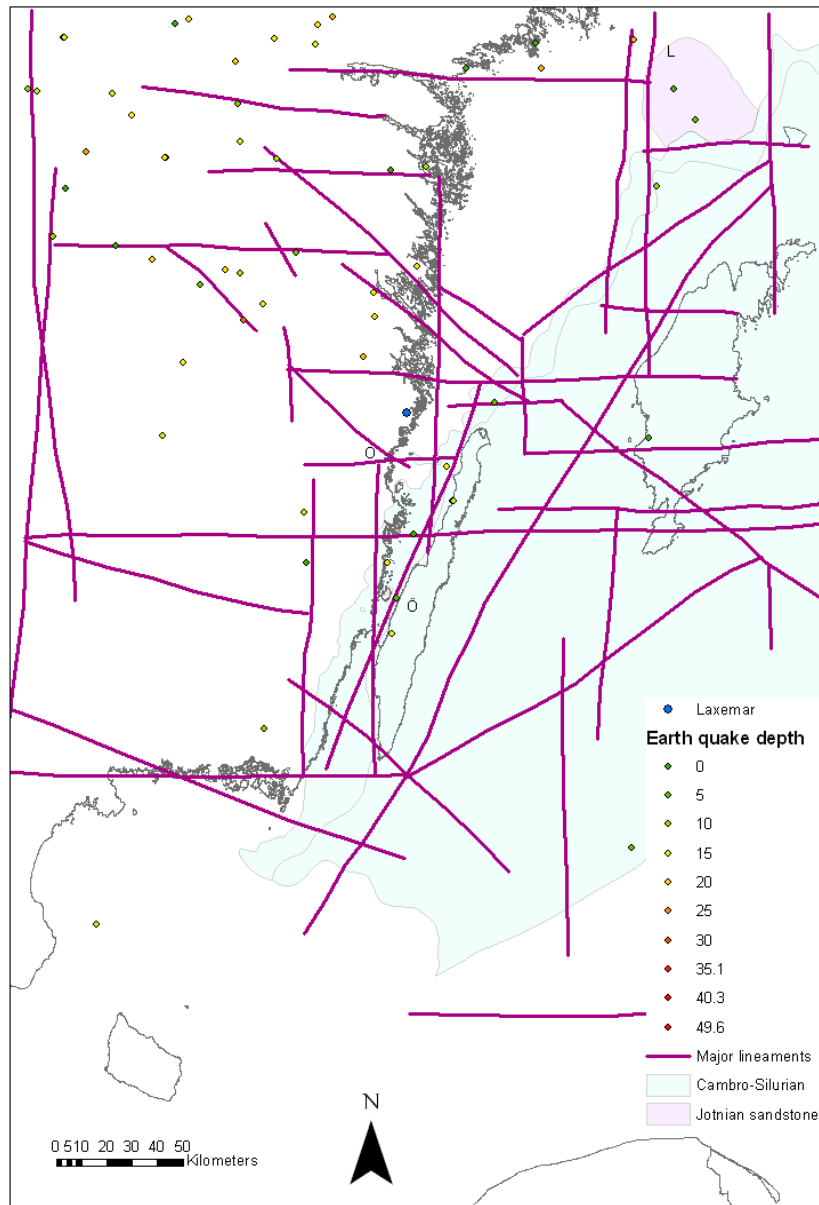 L
O
Ö
Laxemar
Earth quake depth
0
5
10
15
20
25
30
35.1
40.3
49.6
Major lineaments
Cambro-Silurian
Jotnian sandstone
N
0 510 20 30 40 50
Kilometers